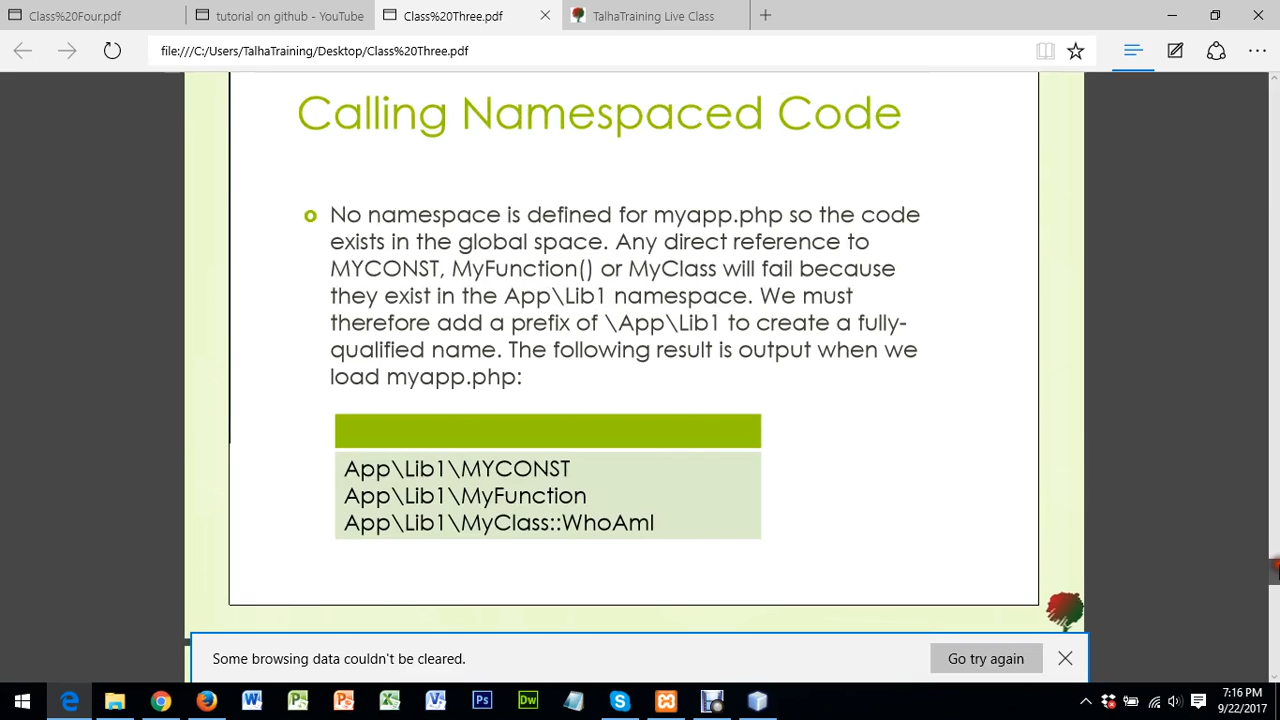 Class%20Four.pdf
tutorial on github - YouTube
Class%20Three.pdf
TalhaTraining Live Class
file:///C:/Users/TalhaTraining/Desktop/Class%20Three.pdf
Calling Namespaced Code
No namespace is defined for myapp.php so the code
exists in the global space. Any direct reference to
MYCONST, MyFunction() or MyClass will fail because
they exist in the App\Lib1 namespace. We must
therefore add a prefix of \App\Lib1 to create a fully-
qualified name. The following result is output when we
load myapp.php:
App\Lib1\MYCONST
App\Lib1\MyFunction
App\Lib1\MyClass::WhoAmI
Some browsing data couldn't be cleared.
Go try again
7:16 PM
9/22/2017